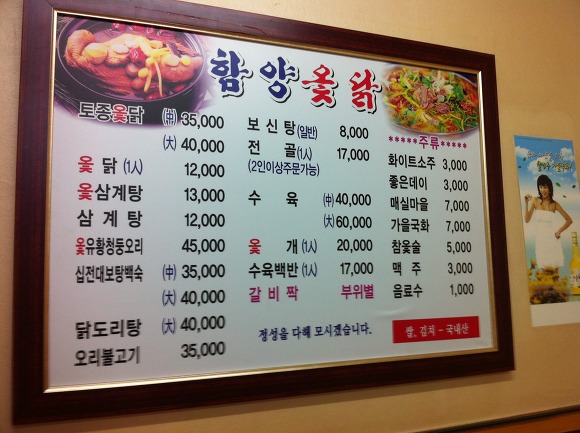 함양옻닭
토종옻닭 (中) 35,000
(大) 40,000
옻 닭 (1人) 12,000
옻삼계탕 13,000
삼 계 탕 12,000
옻유황청둥오리 45,000
십전대보탕백숙 (中) 35,000
(大) 40,000
닭도리탕 (大) 40,000
오리불고기 35,000
보 신 탕 (일반) 8,000
전 골 (1人) 17,000
(2인이상주문가능)
수 육 (中) 40,000
(大) 60,000
옻 개 (1人) 20,000
수육백반 (1人) 17,000
갈 비 짝 부위별
*****주류*****
화이트소주 3,000
좋은데이 3,000
매실마을 7,000
가을국화 7,000
참옻술 5,000
맥 주 3,000
음료수 1,000
정성을 다해 모시겠습니다.
쌀, 김치 - 국내산